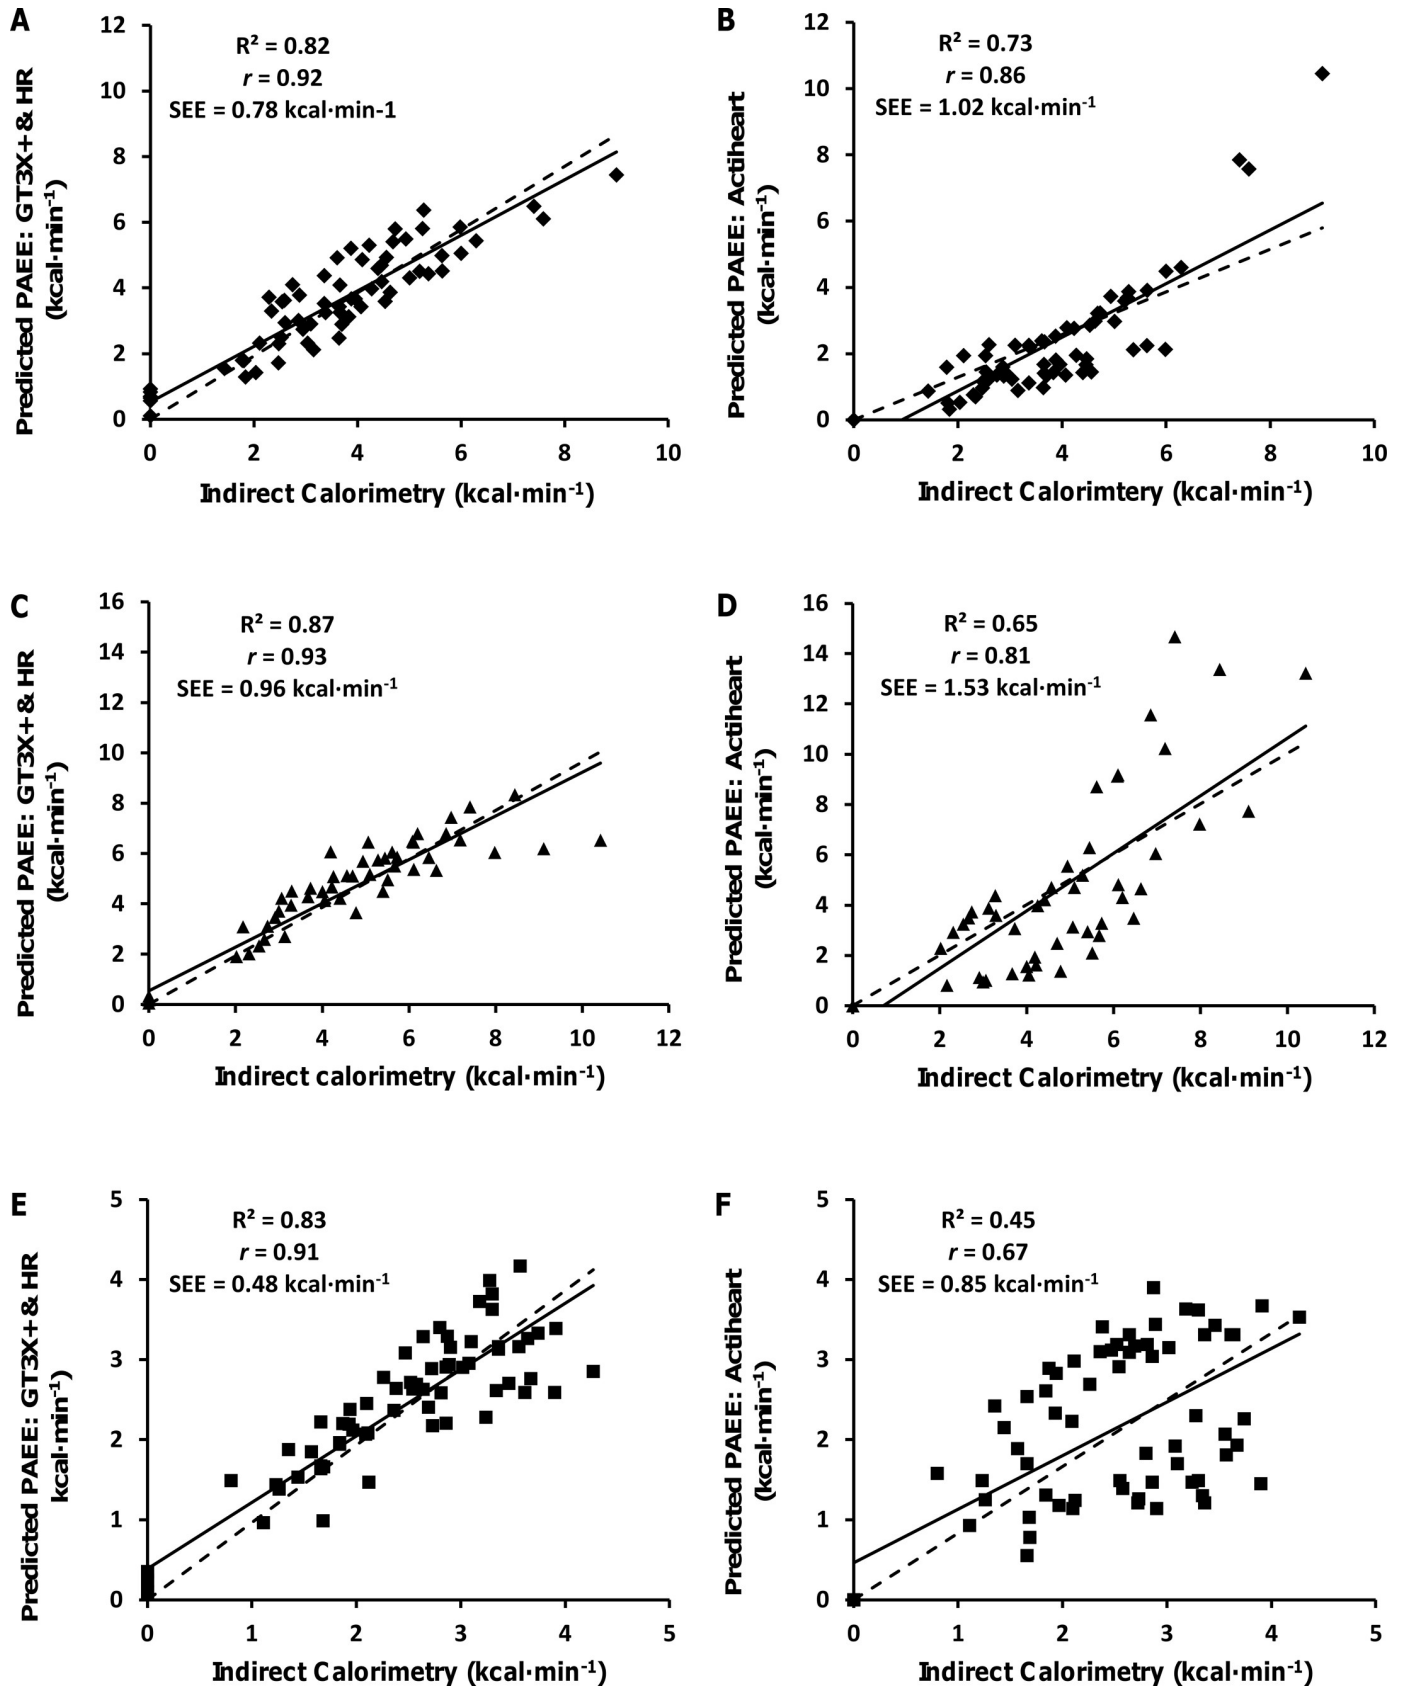 A
R² = 0.82
r = 0.92
SEE = 0.78 kcal·min-1
Predicted PAEE: GT3X+ & HR
(kcal·min⁻¹)
12
10
8
6
4
2
0
0 2 4 6 8 10
Indirect Calorimetry (kcal·min⁻¹)
B
R² = 0.73
r = 0.86
SEE = 1.02 kcal·min⁻¹
Predicted PAEE: Actiheart
(kcal·min⁻¹)
12
10
8
6
4
2
0
0 2 4 6 8 10
Indirect Calorimtery (kcal·min⁻¹)
C
R² = 0.87
r = 0.93
SEE = 0.96 kcal·min⁻¹
Predicted PAEE: GT3X+ & HR
(kcal·min⁻¹)
16
14
12
10
8
6
4
2
0
0 2 4 6 8 10 12
Indirect calorimetry (kcal·min⁻¹)
D
R² = 0.65
r = 0.81
SEE = 1.53 kcal·min⁻¹
Predicted PAEE: Actiheart
(kcal·min⁻¹)
16
14
12
10
8
6
4
2
0
0 2 4 6 8 10 12
Indirect Calorimetry (kcal·min⁻¹)
E
R² = 0.83
r = 0.91
SEE = 0.48 kcal·min⁻¹
Predicted PAEE: GT3X+ & HR
kcal·min⁻¹)
5
4
3
2
1
0
0 1 2 3 4 5
Indirect Calorimetry (kcal·min⁻¹)
F
R² = 0.45
r = 0.67
SEE = 0.85 kcal·min⁻¹
Predicted PAEE: Actiheart
(kcal·min⁻¹)
5
4
3
2
1
0
0 1 2 3 4 5
Indirect Calorimetry (kcal·min⁻¹)